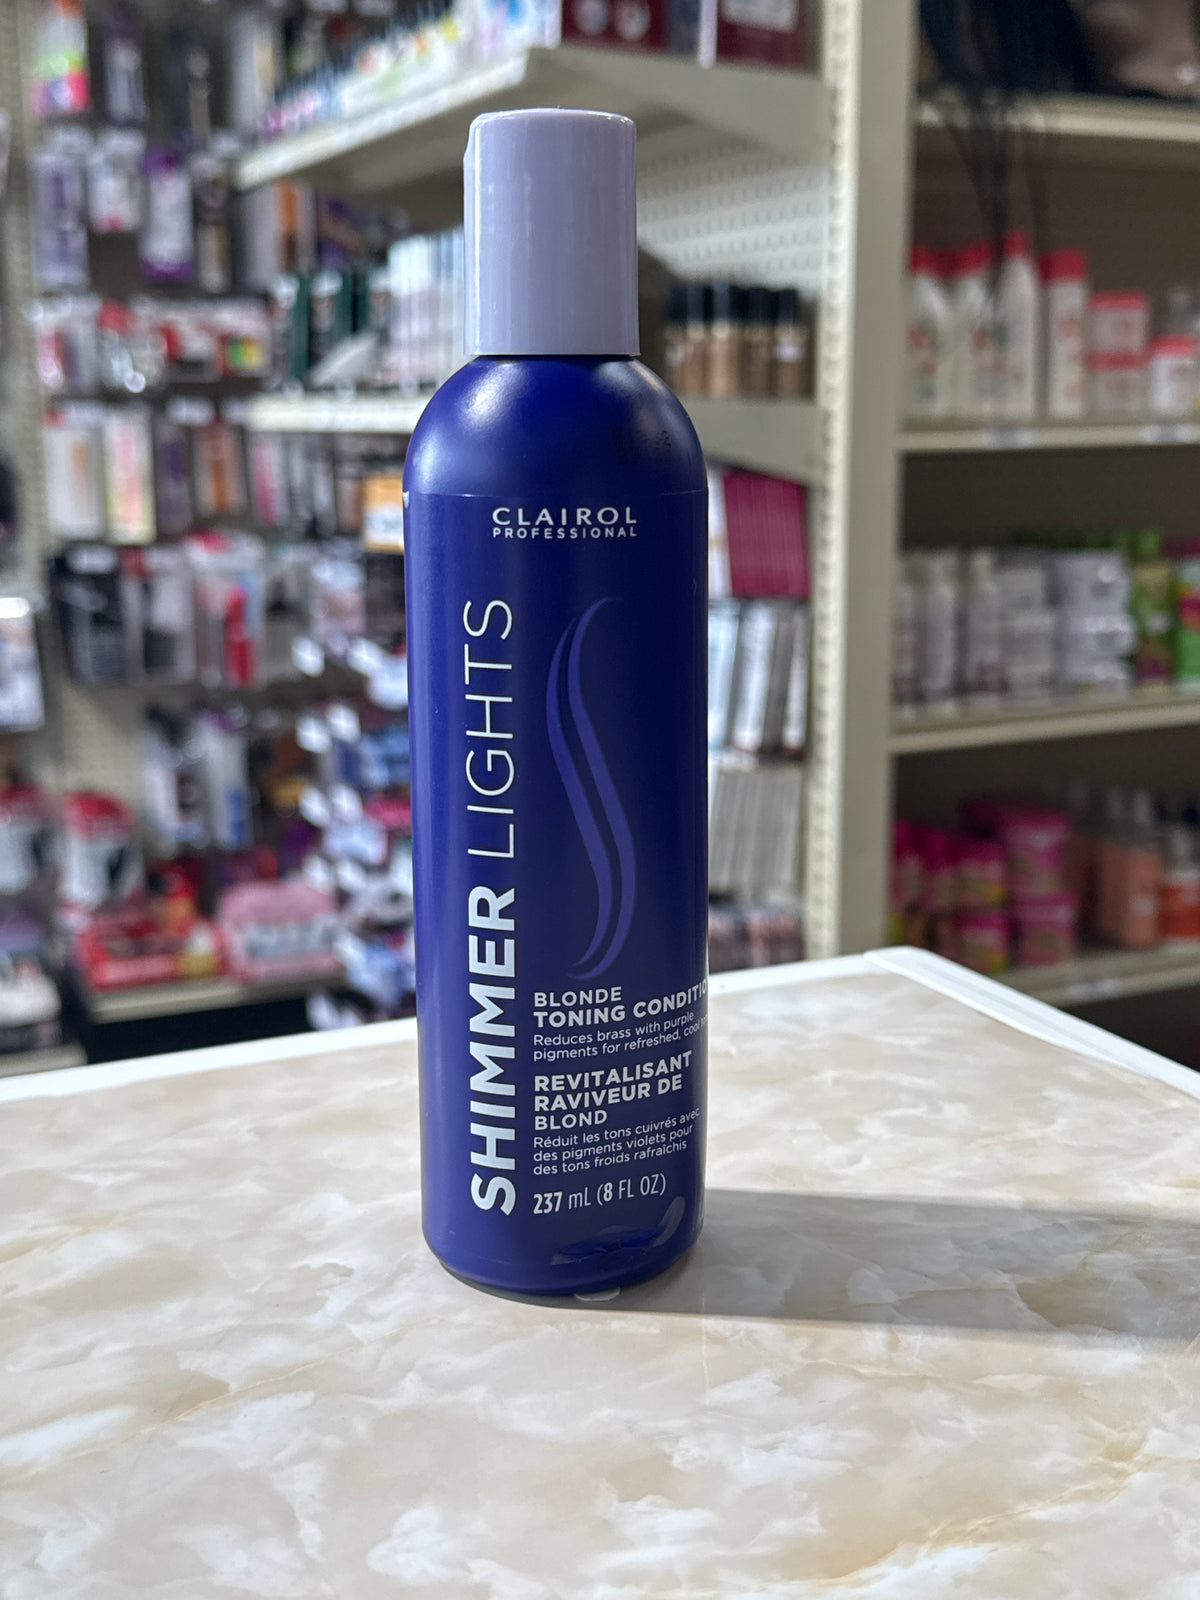 CLAIROL
PROFESSIONAL
SHIMMER LIGHTS
BLONDE
TONING CONDITIO
Reduces brass with purple
pigments for refreshed, cool
REVITALISANT
RAVIVEUR DE
BLOND
Réduit les tons cuivrés avec
des pigments violets pour
des tons froids rafraîchis
237 mL (8 FL OZ)